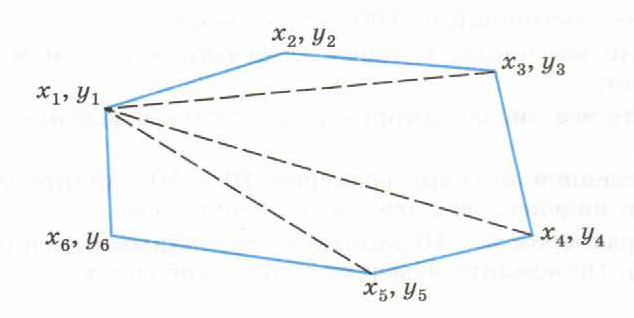 x₂, y₂
x₃, y₃
x₁, y₁
x₄, y₄
x₆, y₆
x₅, y₅